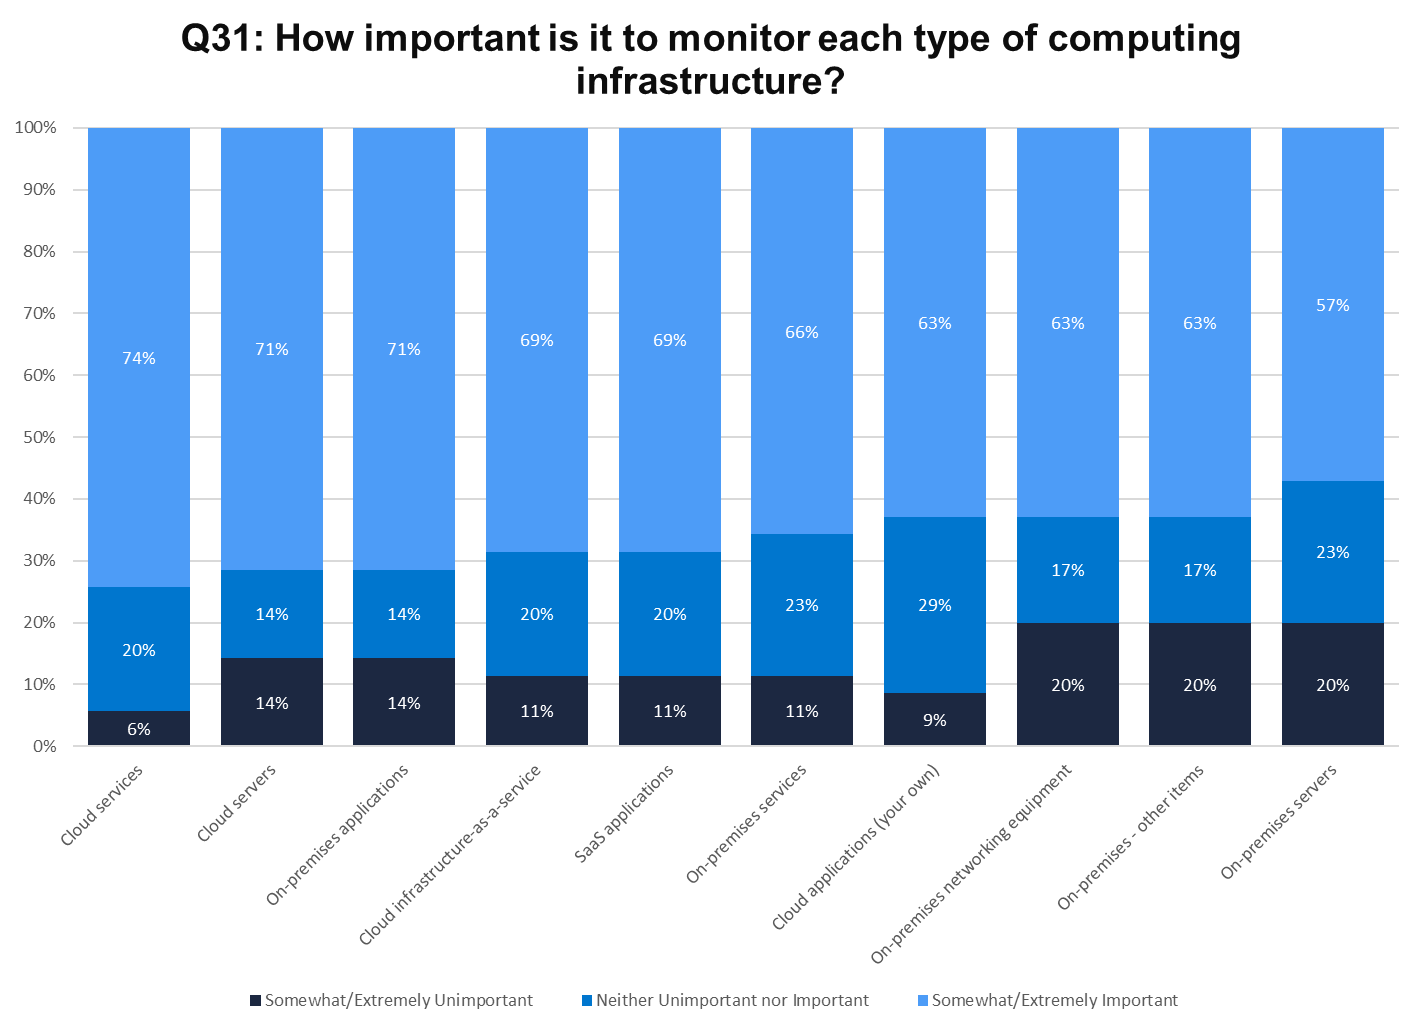 Q31: How important is it to monitor each type of computing
infrastructure?
100%
90%
80%
70%
60%
50%
40%
30%
20%
10%
0%
74%
20%
6%
71%
14%
14%
71%
14%
14%
69%
20%
11%
69%
20%
11%
66%
23%
11%
63%
29%
9%
63%
17%
20%
63%
17%
20%
57%
23%
20%
Cloud services
Cloud servers
On-premises applications
Cloud infrastructure-as-a-service
SaaS applications
On-premises services
Cloud applications (your own)
On-premises networking equipment
On-premises - other items
On-premises servers
Somewhat/Extremely Unimportant
Neither Unimportant nor Important
Somewhat/Extremely Important